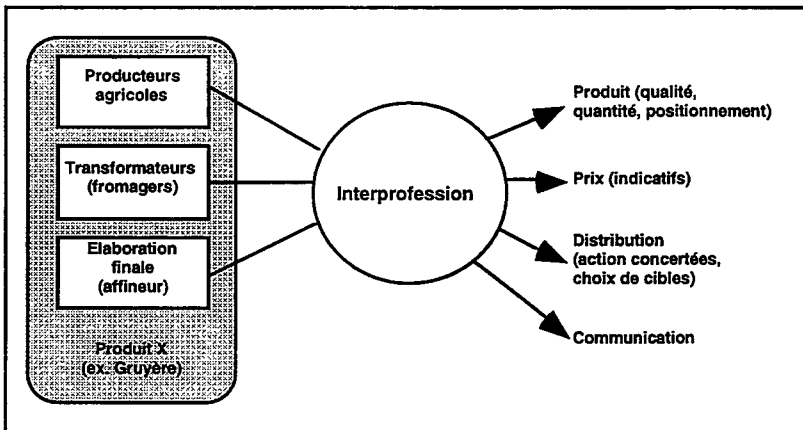 Producteurs
agricoles
Transformateurs
(fromagers)
Elaboration
finale
(affineur)
Produit X
(ex. Gruyère)
Interprofession
Produit (qualité,
quantité, positionnement)
Prix (indicatifs)
Distribution
(action concertées,
choix de cibles)
Communication